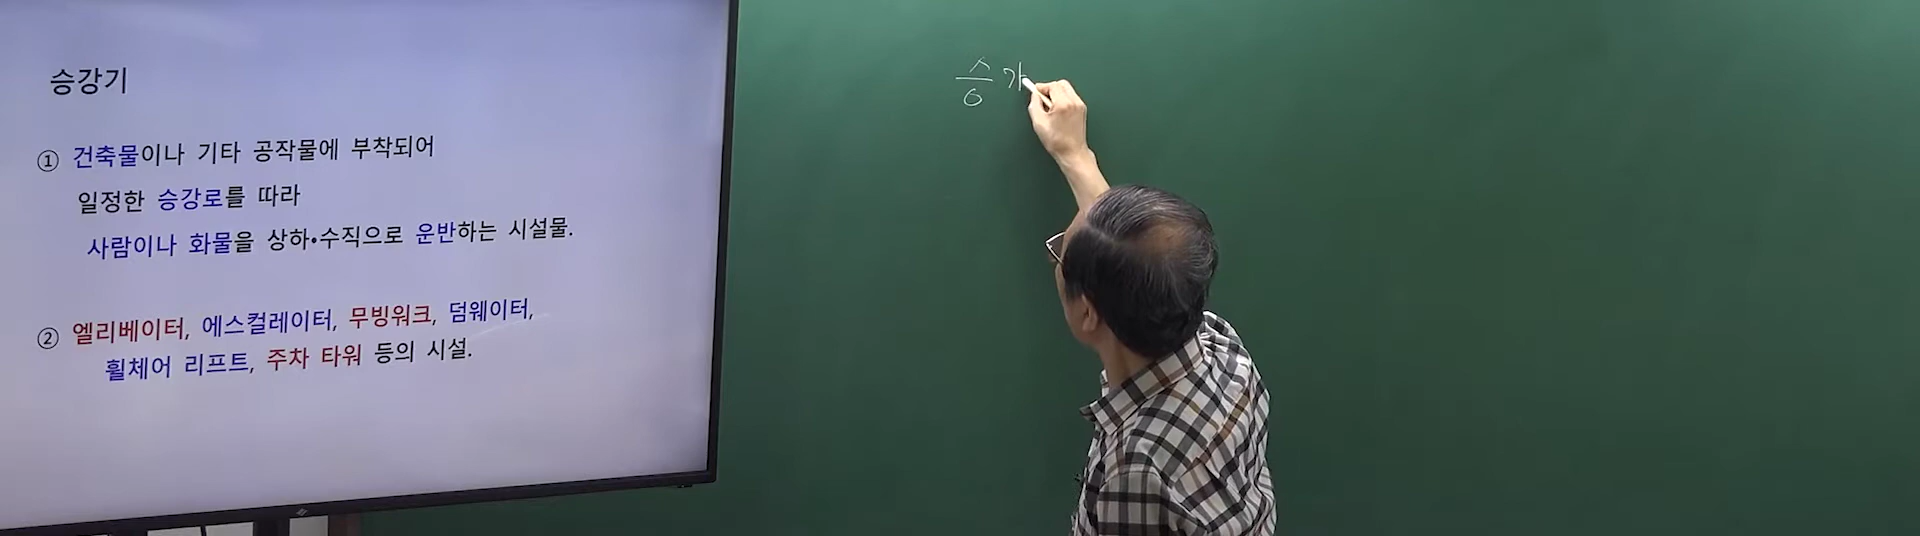 승강기
① 건축물이나 기타 공작물에 부착되어
일정한 승강로를 따라
사람이나 화물을 상하•수직으로 운반하는 시설물.
② 엘리베이터, 에스컬레이터, 무빙워크, 덤웨이터,
휠체어 리프트, 주차 타워 등의 시설.
승가